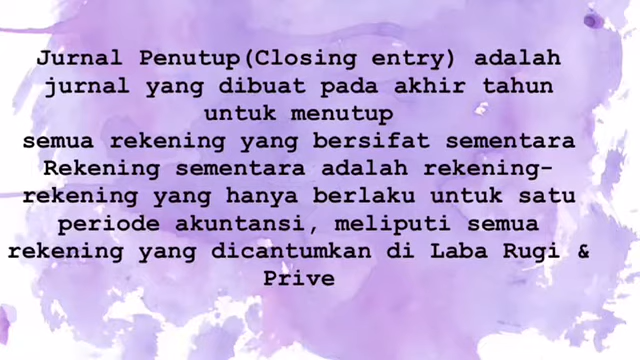 Jurnal Penutup(Closing entry) adalah
jurnal yang dibuat pada akhir tahun
untuk menutup
semua rekening yang bersifat sementara
Rekening sementara adalah rekening-
rekening yang hanya berlaku untuk satu
periode akuntansi, meliputi semua
rekening yang dicantumkan di Laba Rugi &
Prive